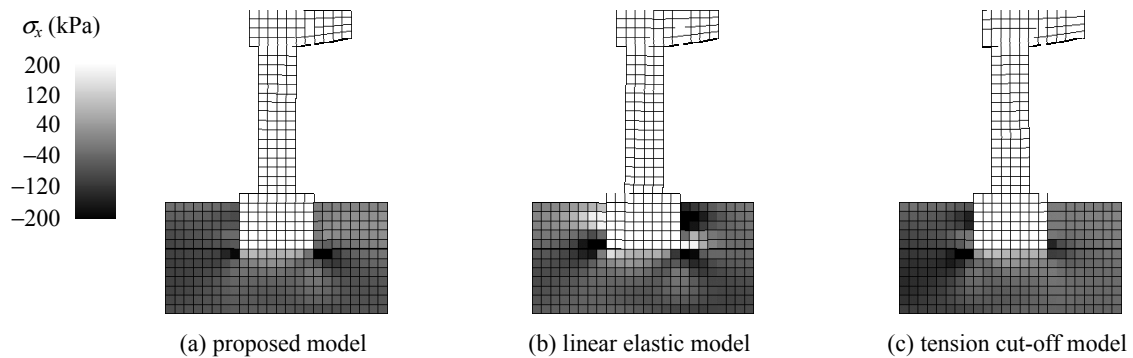 σx (kPa)
200
120
40
−40
−120
−200
(a) proposed model
(b) linear elastic model
(c) tension cut-off model